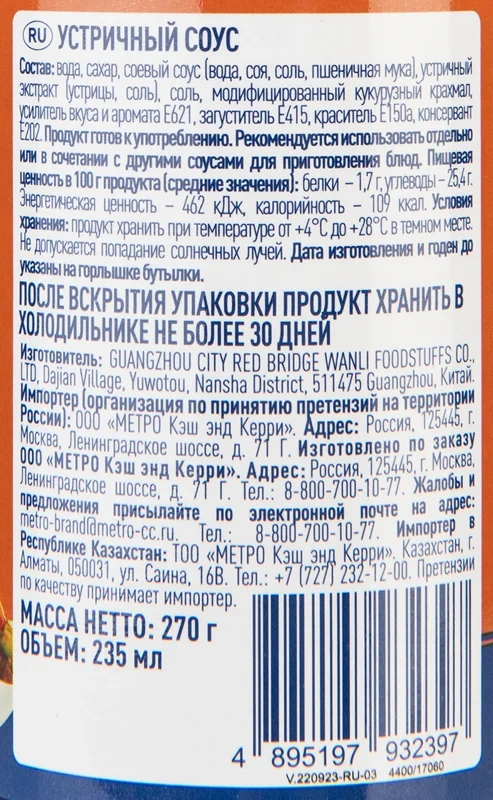 RU УСТРИЧНЫЙ СОУС
Состав: вода, сахар, соевый соус (вода, соя, соль, пшеничная мука), устричный
экстракт (устрицы, соль), соль, модифицированный кукурузный крахмал,
усилитель вкуса и аромата Е621, загуститель Е415, краситель Е150а, консервант
Е202. Продукт готов к употреблению. Рекомендуется использовать отдельно
или в сочетании с другими соусами для приготовления блюд. Пищевая
ценность в 100 г продукта (средние значения): белки – 1,7 г, углеводы – 25,4 г.
Энергетическая ценность – 462 кДж, калорийность – 109 ккал. Условия
хранения: продукт хранить при температуре от +4°С до +28°С в темном месте.
Не допускается попадание солнечных лучей. Дата изготовления и годен до
указаны на горлышке бутылки.
ПОСЛЕ ВСКРЫТИЯ УПАКОВКИ ПРОДУКТ ХРАНИТЬ В
ХОЛОДИЛЬНИКЕ НЕ БОЛЕЕ 30 ДНЕЙ
Изготовитель: GUANGZHOU CITY RED BRIDGE WANLI FOODSTUFFS CO.,
LTD, Dajian Village, Yuwotou, Nansha District, 511475 Guangzhou, Китай.
Импортер (организация по принятию претензий на территории
России): ООО «МЕТРО Кэш энд Керри». Адрес: Россия, 125445, г.
Москва, Ленинградское шоссе, д. 71 Г. Изготовлено по заказу
ООО «МЕТРО Кэш энд Керри». Адрес: Россия, 125445, г. Москва,
Ленинградское шоссе, д. 71 Г. Тел.: 8-800-700-10-77. Жалобы и
предложения присылайте по электронной почте на адрес:
metro-brand@metro-cc.ru. Тел.: 8-800-700-10-77. Импортер в
Республике Казахстан: ТОО «МЕТРО Кэш энд Керри». Казахстан, г.
Алматы, 050031, ул. Саина, 16В. Тел.: +7 (727) 232-12-00. Претензии
по качеству принимает импортер.
МАССА НЕТТО: 270 г
ОБЪЕМ: 235 мл
4 895197 932397
V.220923-RU-03 4400/17060